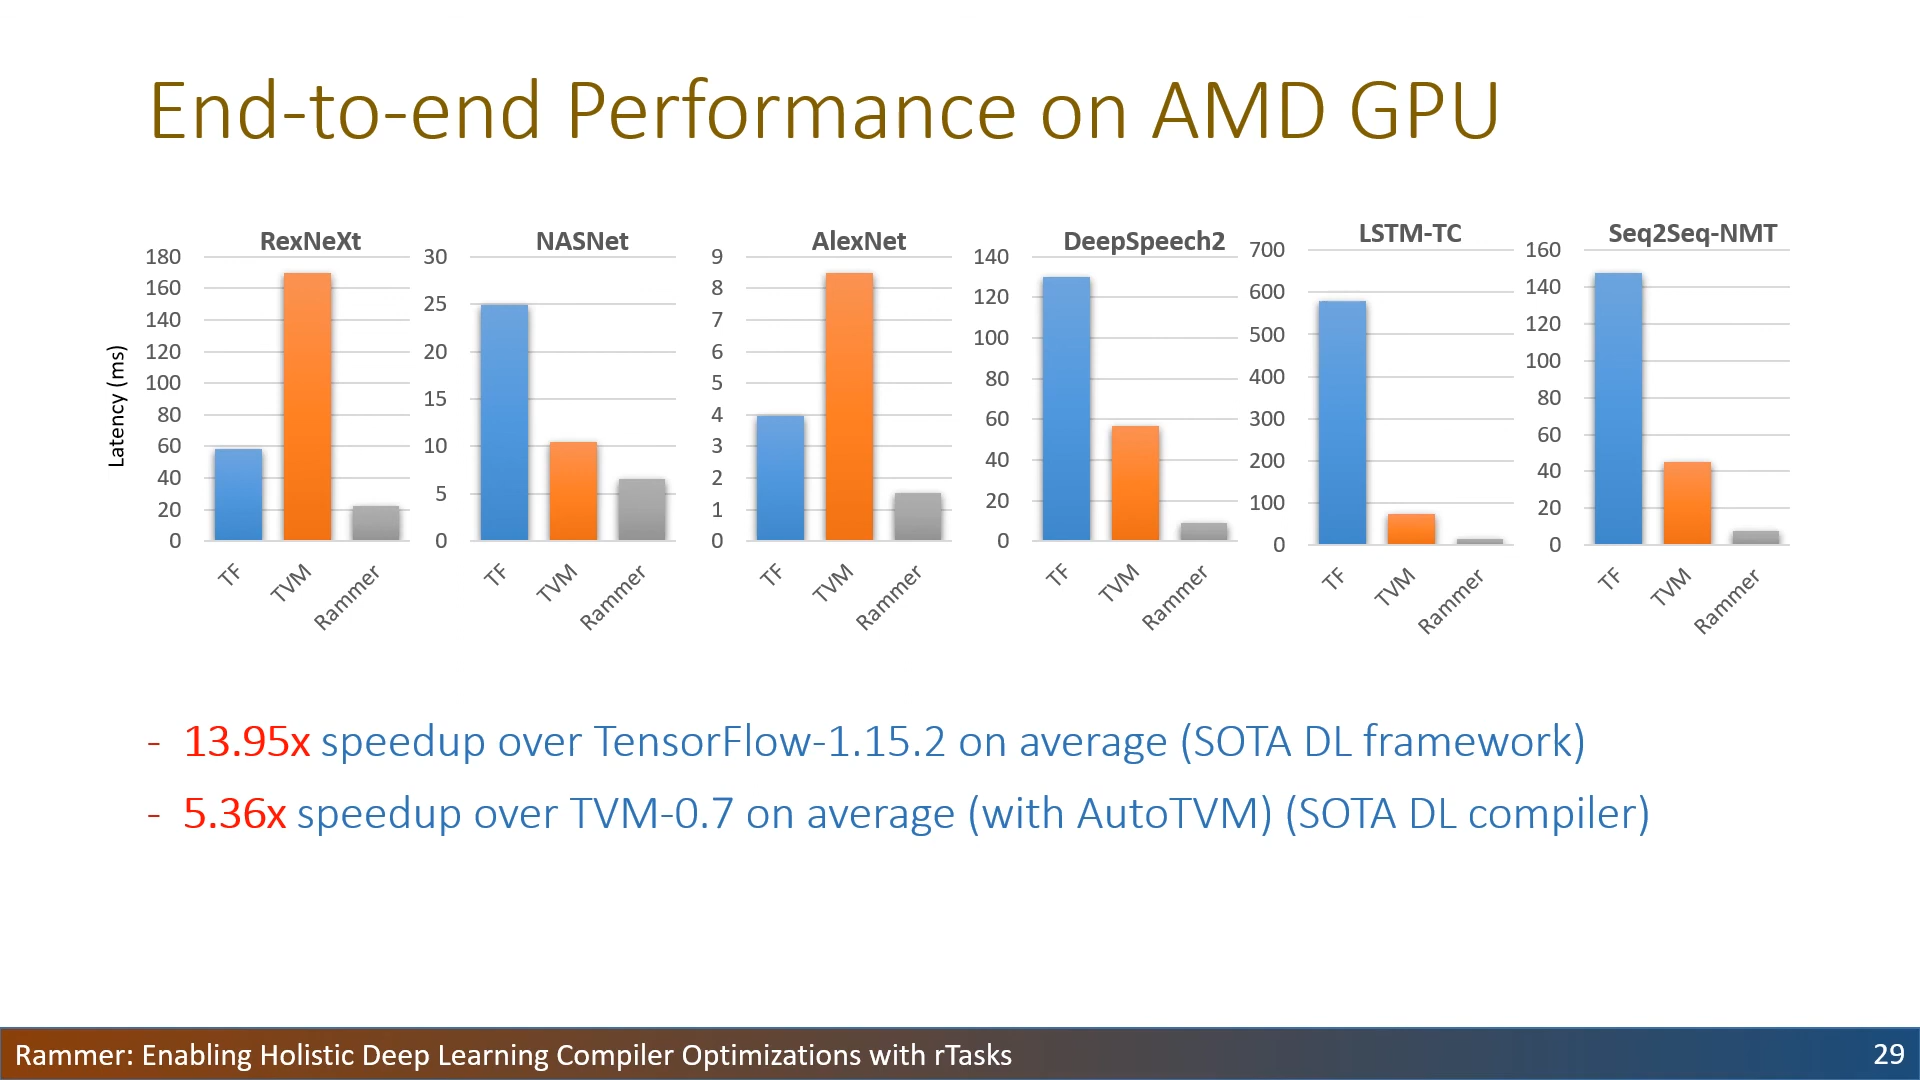 End-to-end Performance on AMD GPU
Latency (ms)
RexNeXt
180
160
140
120
100
80
60
40
20
0
TF
TVM
Rammer
NASNet
30
25
20
15
10
5
0
TF
TVM
Rammer
AlexNet
9
8
7
6
5
4
3
2
1
0
TF
TVM
Rammer
DeepSpeech2
140
120
100
80
60
40
20
0
TF
TVM
Rammer
LSTM-TC
700
600
500
400
300
200
100
0
TF
TVM
Rammer
Seq2Seq-NMT
160
140
120
100
80
60
40
20
0
TF
TVM
Rammer
- 13.95x speedup over TensorFlow-1.15.2 on average (SOTA DL framework)
- 5.36x speedup over TVM-0.7 on average (with AutoTVM) (SOTA DL compiler)
Rammer: Enabling Holistic Deep Learning Compiler Optimizations with rTasks
29